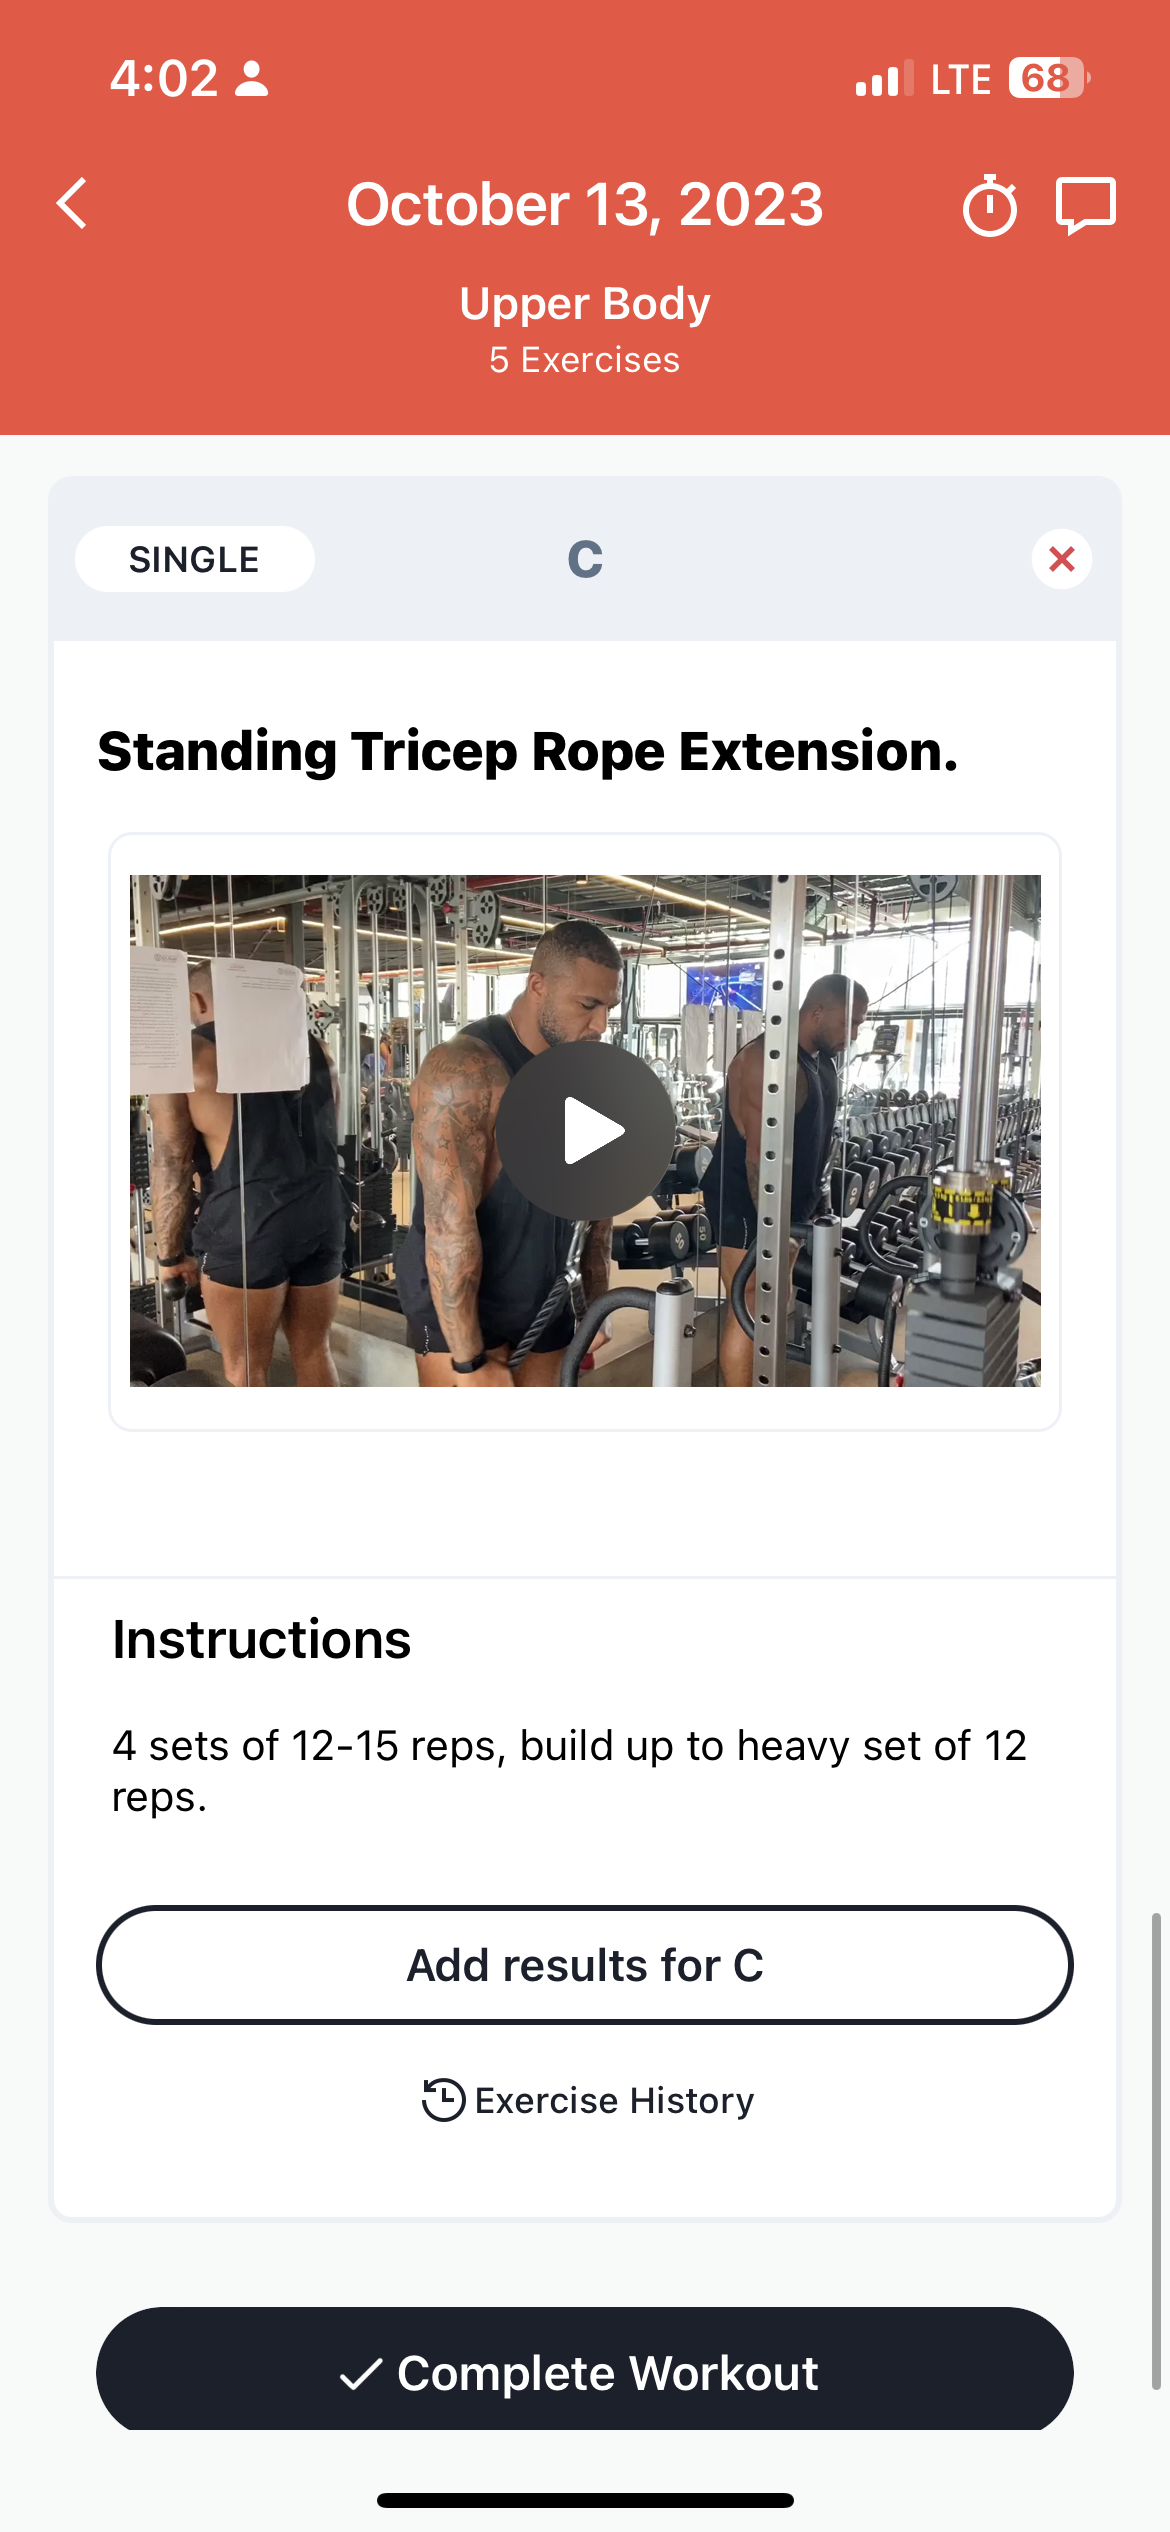 4:02
LTE 68
October 13, 2023
Upper Body
5 Exercises
SINGLE
C
Standing Tricep Rope Extension.
50
50
Instructions
4 sets of 12-15 reps, build up to heavy set of 12
reps.
Add results for C
Exercise History
Complete Workout